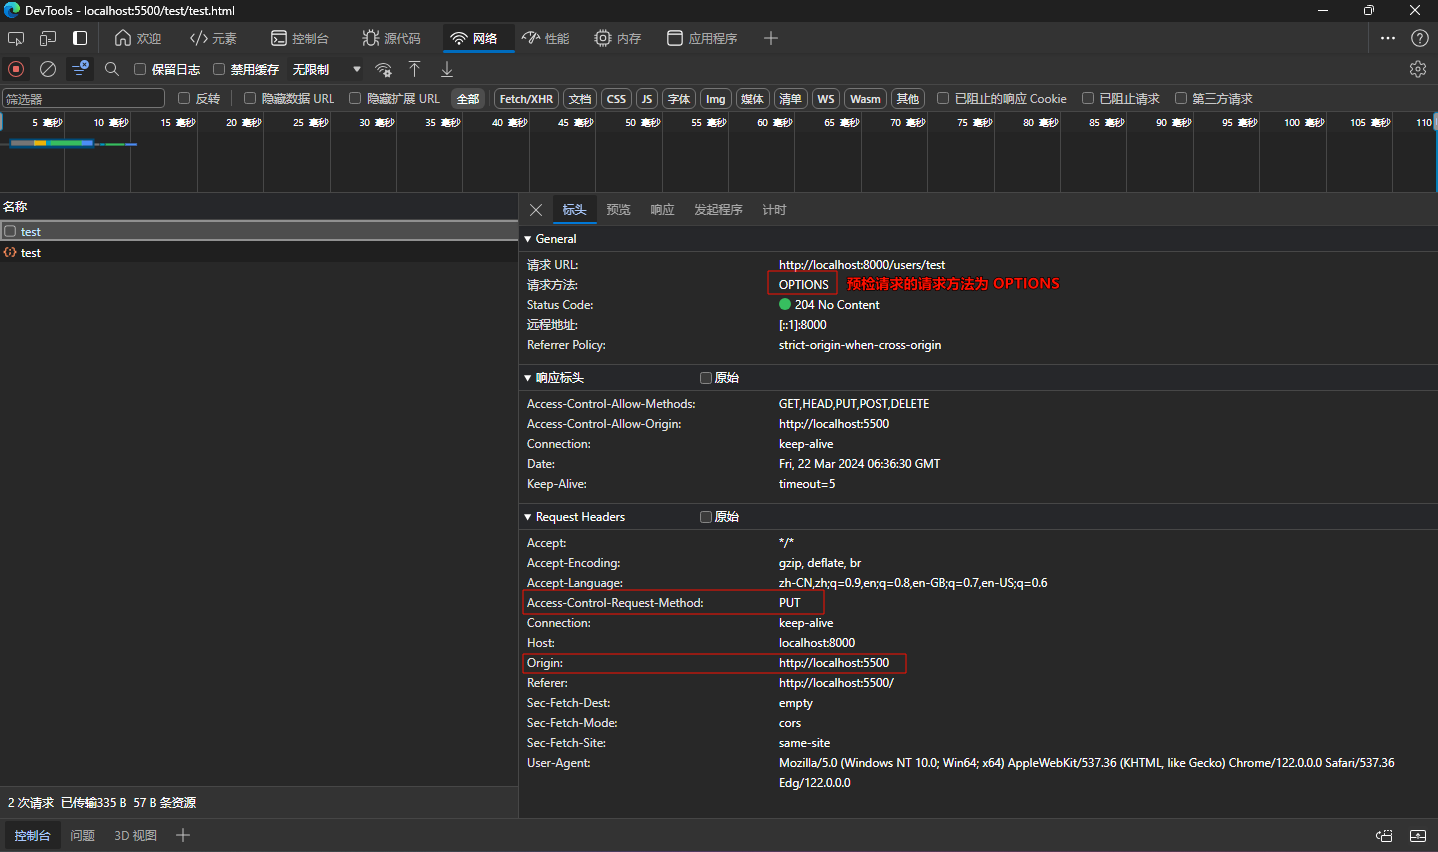 DevTools - localhost:5500/test/test.html
欢迎 元素 控制台 源代码 网络 性能 内存 应用程序
保留日志 禁用缓存 无限制
筛选器 反转 隐藏数据 URL 隐藏扩展 URL 全部 Fetch/XHR 文档 CSS JS 字体 Img 媒体 清单 WS Wasm 其他 已阻止的响应 Cookie 已阻止请求 第三方请求
5 毫秒 10 毫秒 15 毫秒 20 毫秒 25 毫秒 30 毫秒 35 毫秒 40 毫秒 45 毫秒 50 毫秒 55 毫秒 60 毫秒 65 毫秒 70 毫秒 75 毫秒 80 毫秒 85 毫秒 90 毫秒 95 毫秒 100 毫秒 105 毫秒 110
名称
test
test
标头 预览 响应 发起程序 计时
General
请求 URL: http://localhost:8000/users/test
请求方法: OPTIONS 预检请求的请求方法为 OPTIONS
Status Code: 204 No Content
远程地址: [::1]:8000
Referrer Policy: strict-origin-when-cross-origin
响应标头 原始
Access-Control-Allow-Methods: GET,HEAD,PUT,POST,DELETE
Access-Control-Allow-Origin: http://localhost:5500
Connection: keep-alive
Date: Fri, 22 Mar 2024 06:36:30 GMT
Keep-Alive: timeout=5
Request Headers 原始
Accept: */*
Accept-Encoding: gzip, deflate, br
Accept-Language: zh-CN,zh;q=0.9,en;q=0.8,en-GB;q=0.7,en-US;q=0.6
Access-Control-Request-Method: PUT
Connection: keep-alive
Host: localhost:8000
Origin: http://localhost:5500
Referer: http://localhost:5500/
Sec-Fetch-Dest: empty
Sec-Fetch-Mode: cors
Sec-Fetch-Site: same-site
User-Agent: Mozilla/5.0 (Windows NT 10.0; Win64; x64) AppleWebKit/537.36 (KHTML, like Gecko) Chrome/122.0.0.0 Safari/537.36
Edg/122.0.0.0
2 次请求 已传输335 B 57 B 条资源
控制台 问题 3D 视图